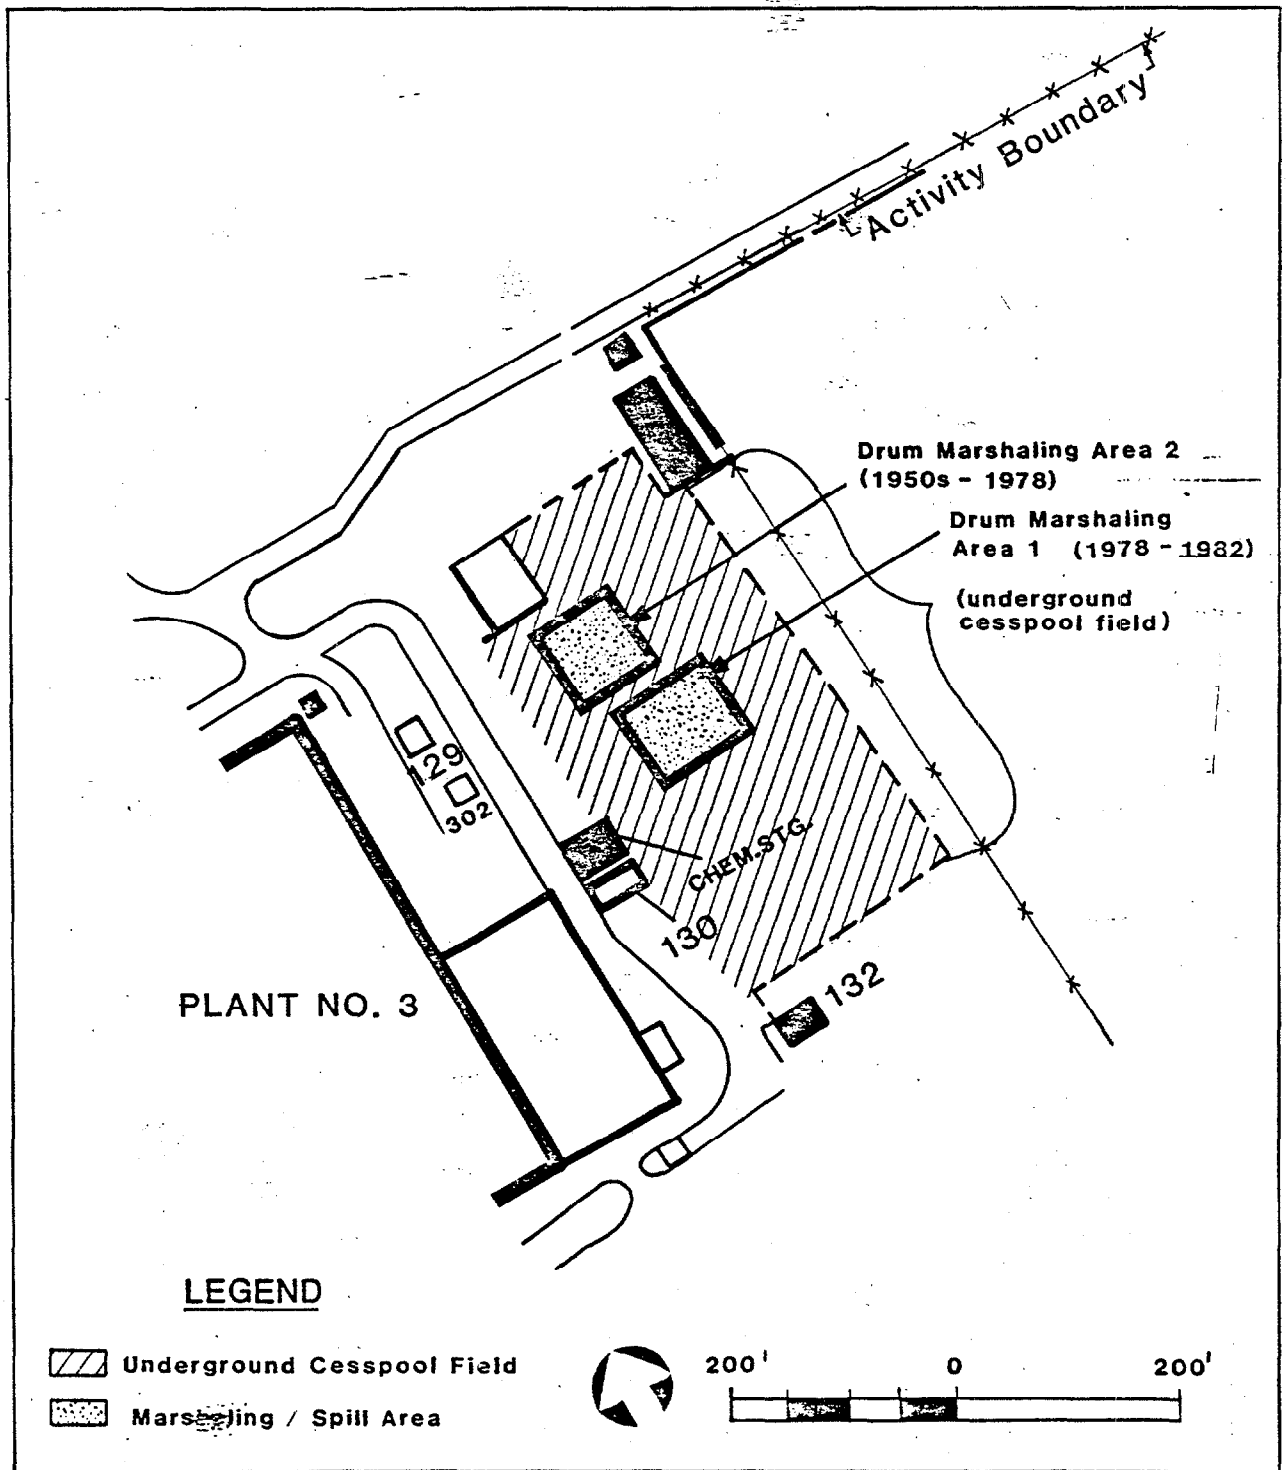 Activity Boundary
Drum Marshaling Area 2
(1950s - 1978)
Drum Marshaling
Area 1 (1978 - 1982)
(underground
cesspool field)
29
302
CHEM.STG.
130
132
PLANT NO. 3
LEGEND
Underground Cesspool Field
Marshaling / Spill Area
200' 0 200'